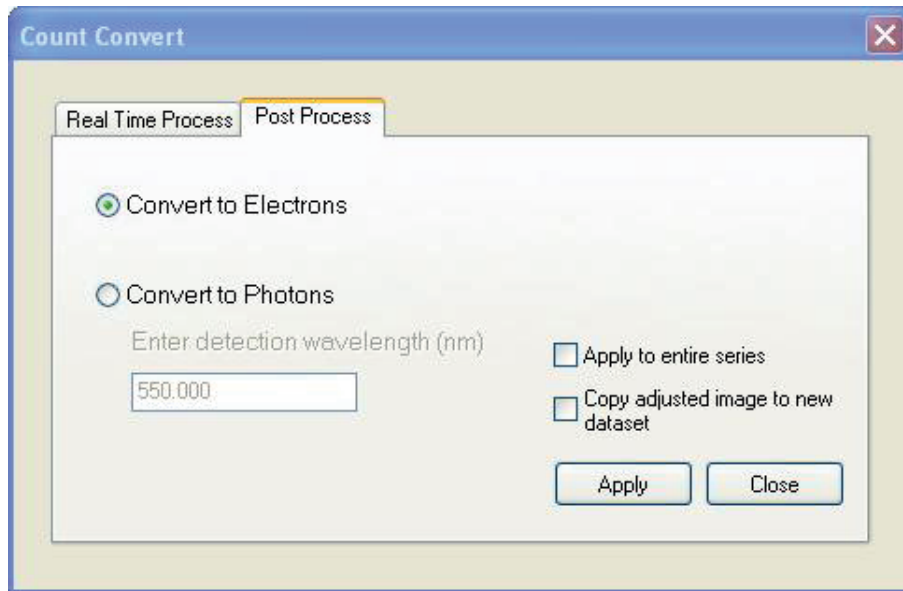 Count Convert
Real Time Process
Post Process
Convert to Electrons
Convert to Photons
Enter detection wavelength (nm)
550.000
Apply to entire series
Copy adjusted image to new
dataset
Apply
Close